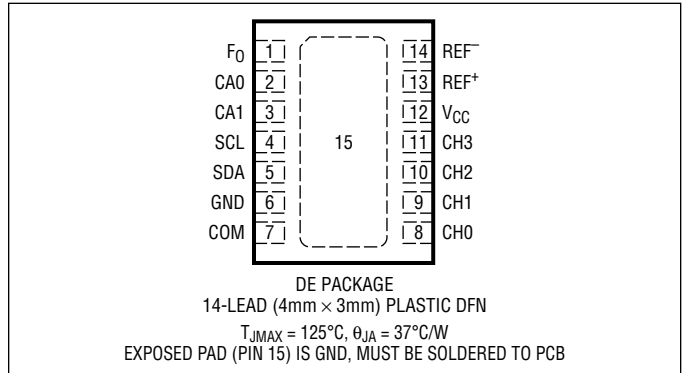 F0 1 14 REF–
CA0 2 13 REF+
CA1 3 12 VCC
SCL 4 15 11 CH3
SDA 5 10 CH2
GND 6 9 CH1
COM 7 8 CH0
DE PACKAGE
14-LEAD (4mm × 3mm) PLASTIC DFN
TJMAX = 125°C, θJA = 37°C/W
EXPOSED PAD (PIN 15) IS GND, MUST BE SOLDERED TO PCB